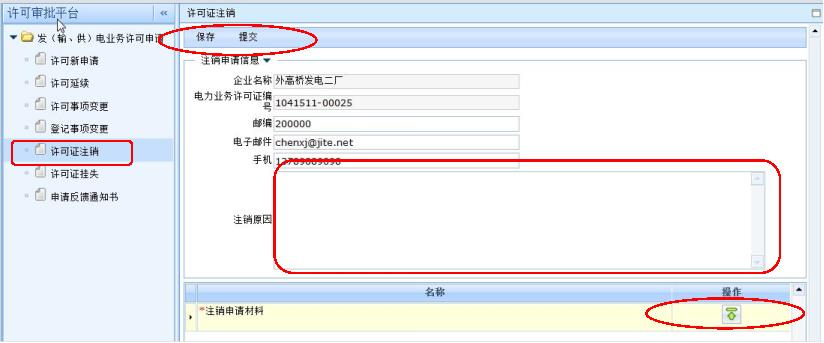 许可审批平台
发（输、供）电业务许可申请
许可新申请
许可延续
许可事项变更
登记事项变更
许可证注销
许可证挂失
申请反馈通知书
许可证注销
保存 提交
注销申请信息
企业名称 外高桥发电二厂
电力业务许可证编号 1041511-00025
邮编 200000
电子邮件 chenxj@jite.net
手机
注销原因
名称 操作
*注销申请材料